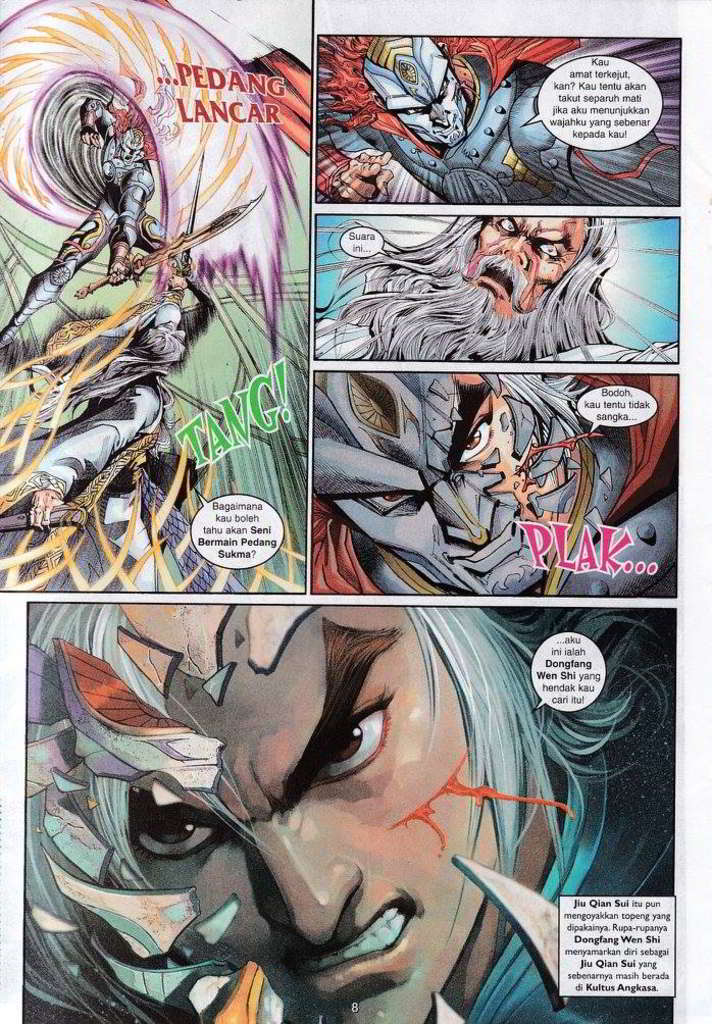 ...PEDANG
LANCAR
TANG!
Bagaimana
kau boleh
tahu akan Seni
Bermain Pedang
Sukma?
Kau
amat terkejut,
kan? Kau tentu akan
takut separuh mati
jika aku menunjukkan
wajahku yang sebenar
kepada kau!
Suara
ini...
Bodoh,
kau tentu tidak
sangka...
PLAK...
...aku
ini ialah
Dongfang
Wen Shi yang
hendak kau
cari itu!
Jiu Qian Sui itu pun
mengoyakkan topeng yang
dipakainya. Rupa-rupanya
Dongfang Wen Shi
menyamarkan diri sebagai
Jiu Qian Sui yang
sebenarnya masih berada
di Kultus Angkasa.
8